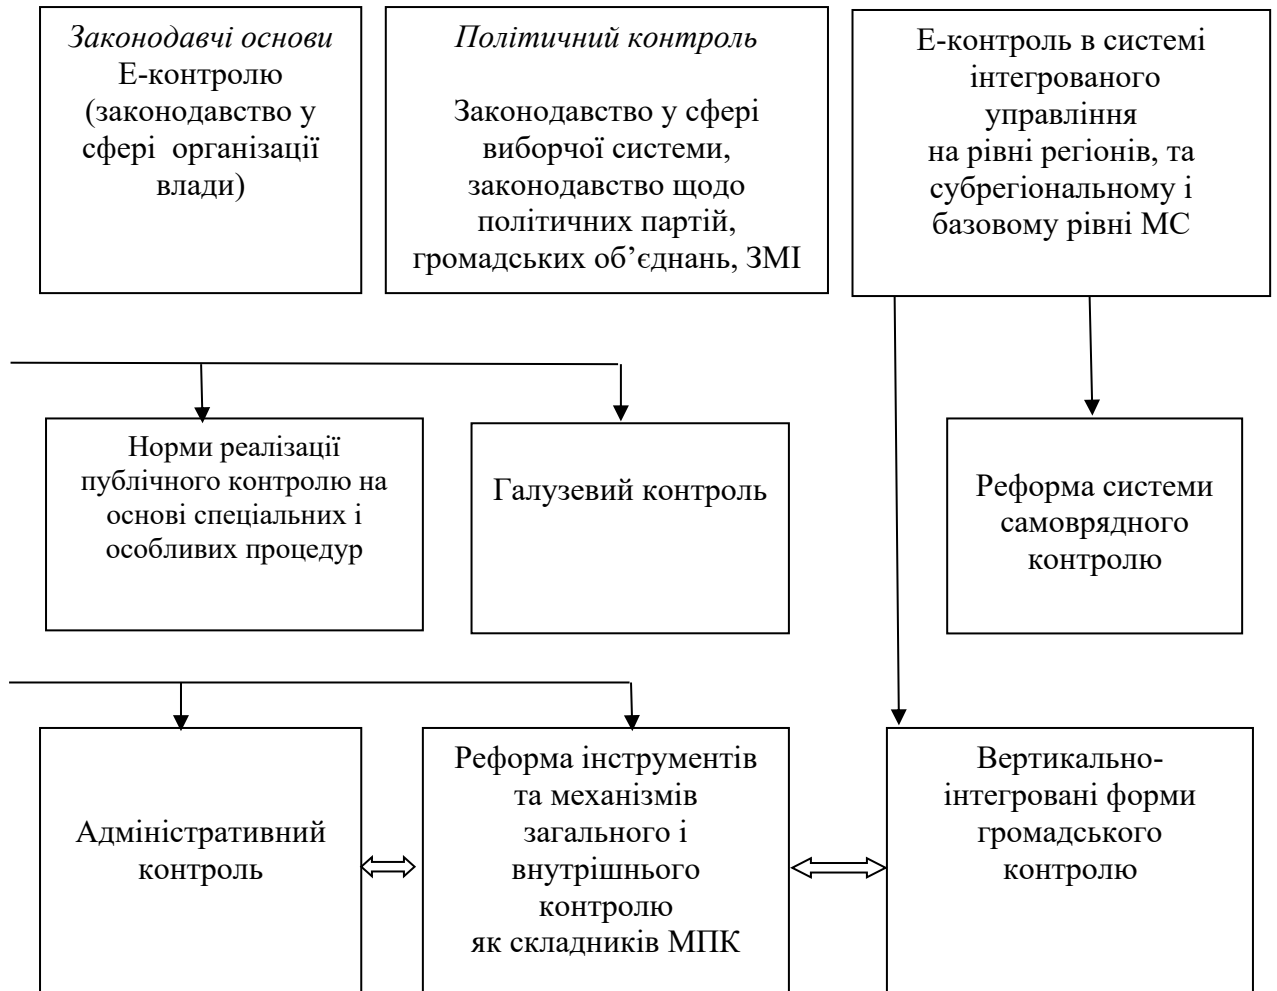 Законодавчі основи
Е-контролю
(законодавство у
сфері організації
влади)
Політичний контроль
Законодавство у сфері
виборчої системи,
законодавство щодо
політичних партій,
громадських об’єднань, ЗМІ
Е-контроль в системі
інтегрованого
управління
на рівні регіонів, та
субрегіональному і
базовому рівні МС
Норми реалізації
публічного контролю на
основі спеціальних і
особливих процедур
Галузевий контроль
Реформа системи
самоврядного
контролю
Адміністративний
контроль
Реформа інструментів
та механізмів
загального і
внутрішнього
контролю
як складників МПК
Вертикально-
інтегровані форми
громадського
контролю